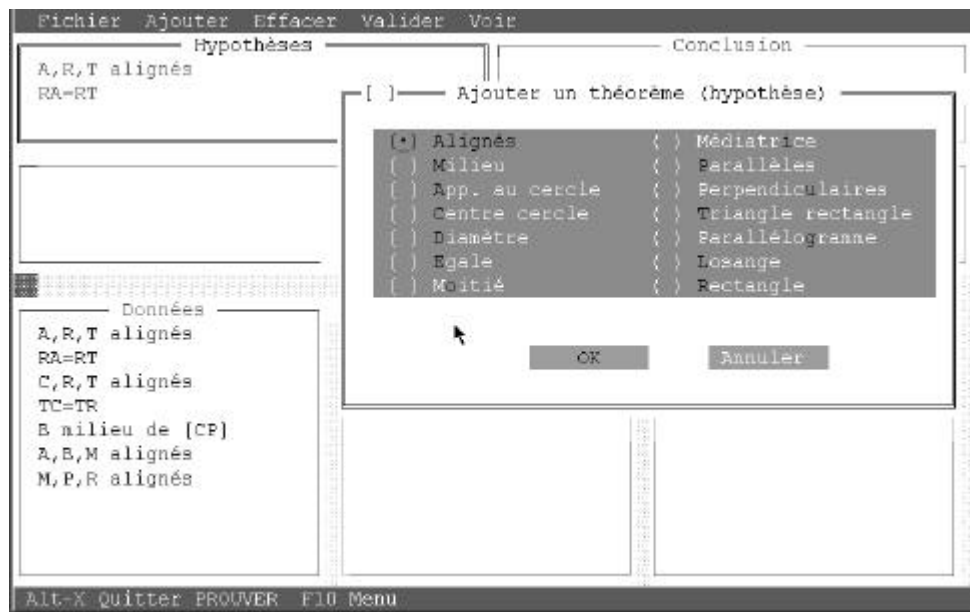 Fichier Ajouter Effacer Valider Voir
Hypothèses
A,R,T alignés
RA=RT
Conclusion
[ ] Ajouter un théorème (hypothèse)
(•) Alignés
( ) Milieu
( ) App. au cercle
( ) Centre cercle
( ) Diamètre
( ) Egale
( ) Moitié
( ) Médiatrice
( ) Parallèles
( ) Perpendiculaires
( ) Triangle rectangle
( ) Parallélogramme
( ) Losange
( ) Rectangle
OK Annuler
Données
A,R,T alignés
RA=RT
C,R,T alignés
TC=TR
B milieu de [CP]
A,B,M alignés
M,P,R alignés
Alt-X Quitter PROUVER F10 Menu